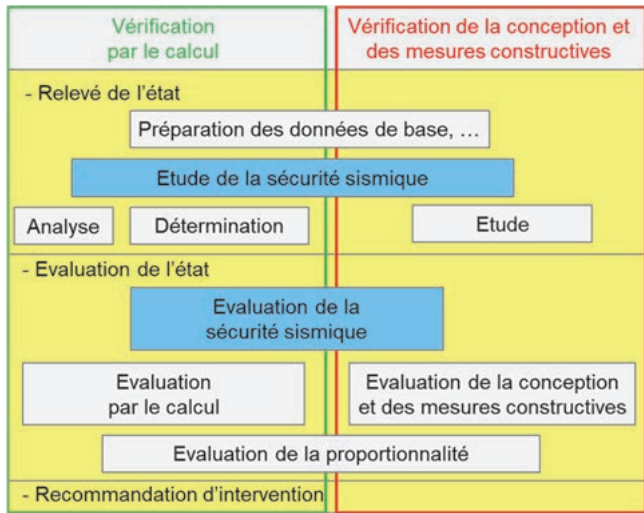 Vérification
par le calcul
Vérification de la conception et
des mesures constructives
- Relevé de l'état
Préparation des données de base, …
Etude de la sécurité sismique
Analyse
Détermination
Etude
- Evaluation de l'état
Evaluation de la
sécurité sismique
Evaluation
par le calcul
Evaluation de la conception
et des mesures constructives
Evaluation de la proportionnalité
- Recommandation d'intervention